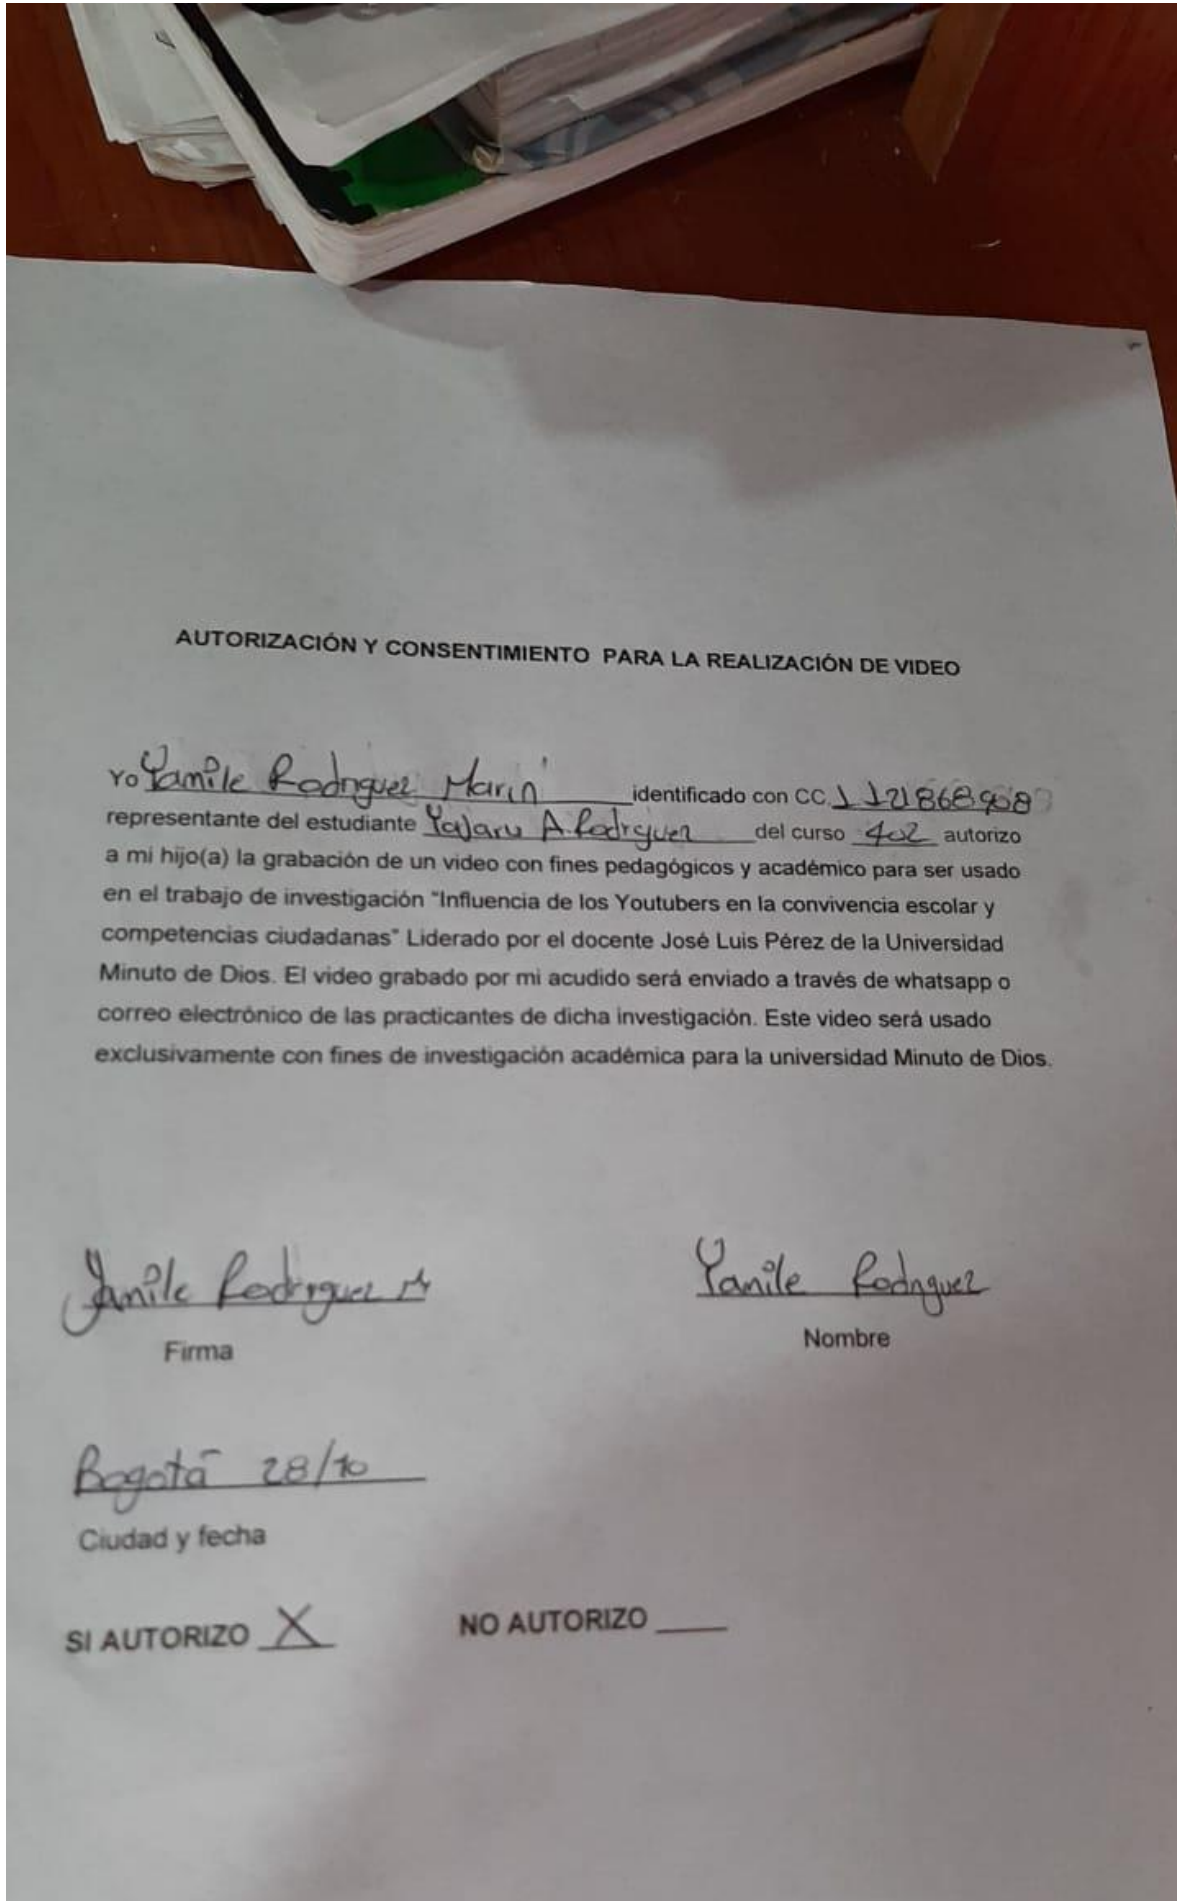 AUTORIZACIÓN Y CONSENTIMIENTO PARA LA REALIZACIÓN DE VIDEO
Yo Yamile Rodriguez Marin identificado con CC
representante del estudiante A. Rodriguez del curso 402 autorizo
a mi hijo(a) la grabación de un video con fines pedagógicos y académico para ser usado
en el trabajo de investigación "Influencia de los Youtubers en la convivencia escolar y
competencias ciudadanas" Liderado por el docente José Luis Pérez de la Universidad
Minuto de Dios. El video grabado por mi acudido será enviado a través de whatsapp o
correo electrónico de las practicantes de dicha investigación. Este video será usado
exclusivamente con fines de investigación académica para la universidad Minuto de Dios.
Yamile Rodriguez M Yamile Rodriguez
Firma Nombre
Bogotá 28/10
Ciudad y fecha
SI AUTORIZO X NO AUTORIZO